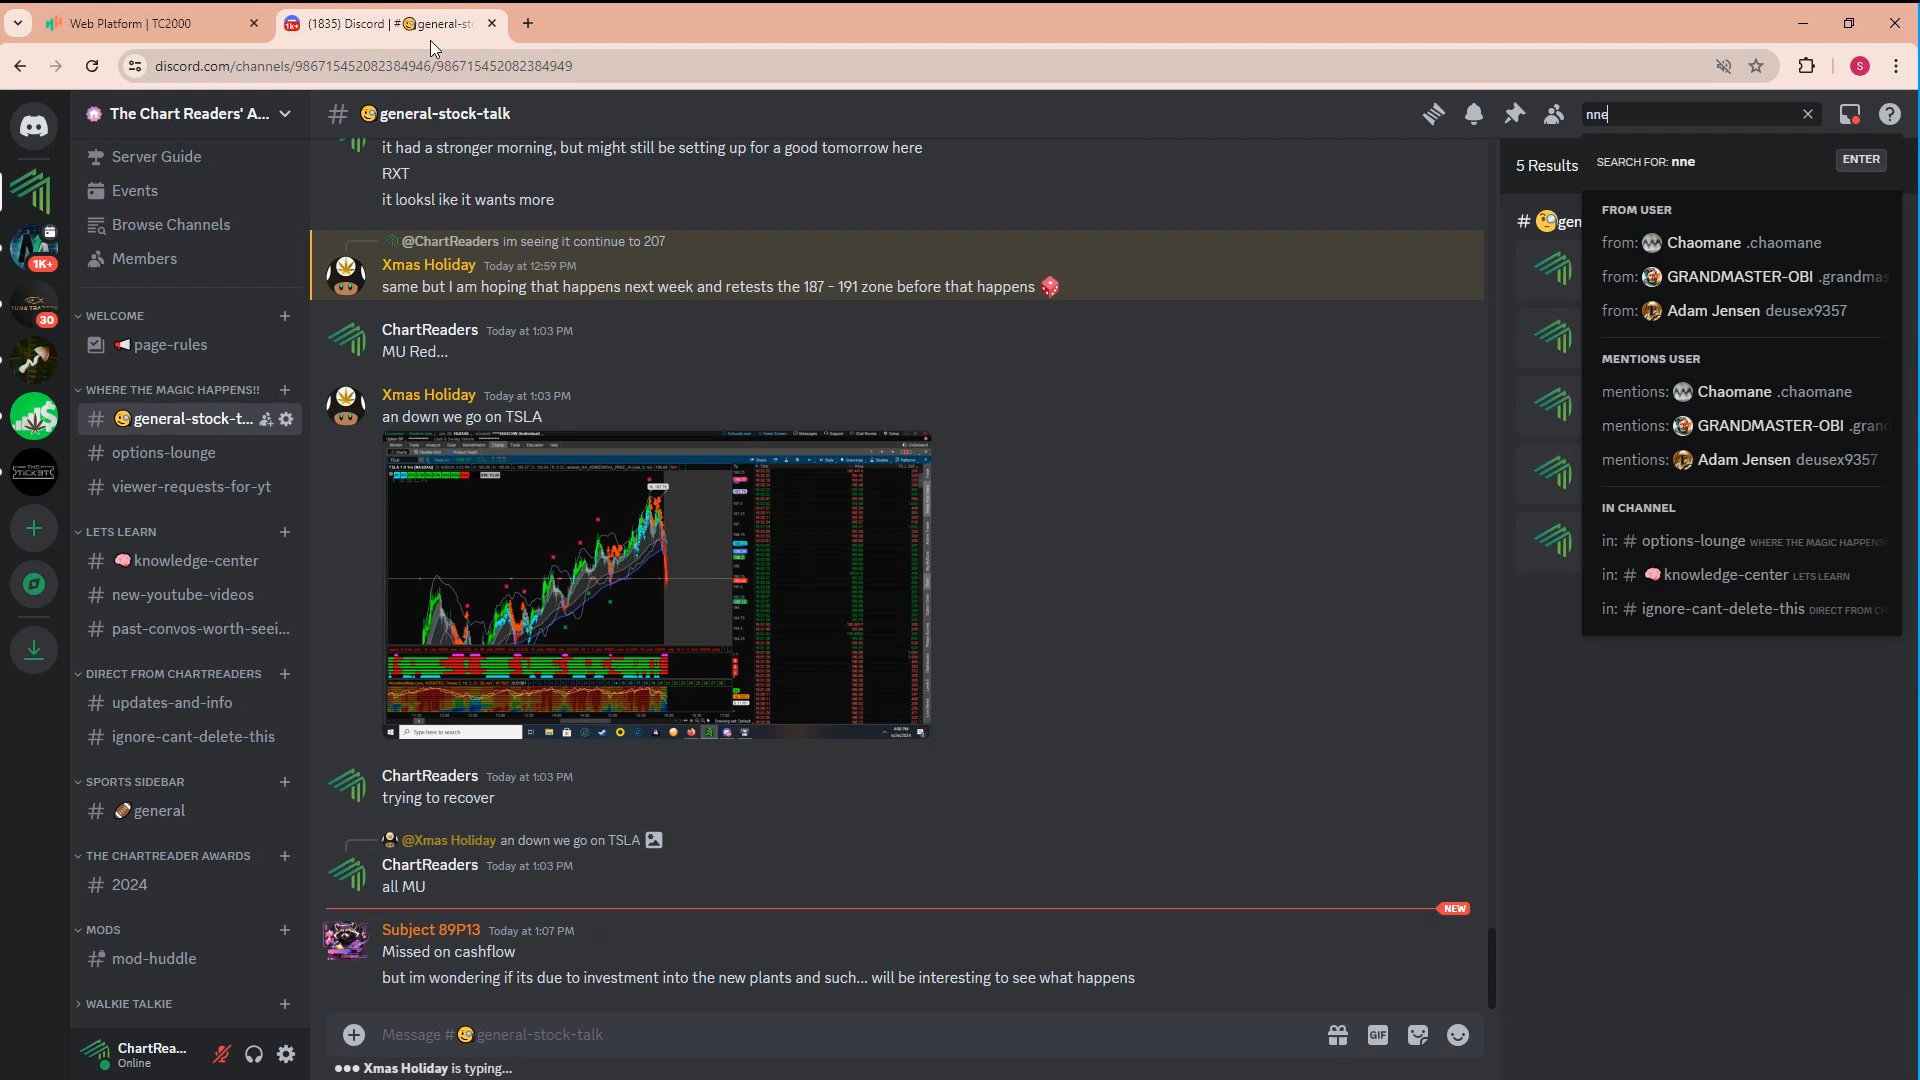 Web Platform | TC2000
(1835) Discord | #general-st
discord.com/channels/986715452082384946/986715452082384949
S
The Chart Readers' A...
Server Guide
Events
Browse Channels
Members
1K+
30
WELCOME
page-rules
WHERE THE MAGIC HAPPENS!!
general-stock-t...
options-lounge
viewer-requests-for-yt
LETS LEARN
knowledge-center
new-youtube-videos
past-convos-worth-seei...
DIRECT FROM CHARTREADERS
updates-and-info
ignore-cant-delete-this
SPORTS SIDEBAR
general
THE CHARTREADER AWARDS
2024
MODS
mod-huddle
WALKIE TALKIE
ChartRea...
Online
# general-stock-talk
it had a stronger morning, but might still be setting up for a good tomorrow here
RXT
it looksl ike it wants more
@ChartReaders im seeing it continue to 207
Xmas Holiday Today at 12:59 PM
same but I am hoping that happens next week and retests the 187 - 191 zone before that happens
ChartReaders Today at 1:03 PM
MU Red...
Xmas Holiday Today at 1:03 PM
an down we go on TSLA
Type here to search
ChartReaders Today at 1:03 PM
trying to recover
@Xmas Holiday an down we go on TSLA
ChartReaders Today at 1:03 PM
all MU
NEW
Subject 89P13 Today at 1:07 PM
Missed on cashflow
but im wondering if its due to investment into the new plants and such... will be interesting to see what happens
Message #general-stock-talk
GIF
Xmas Holiday is typing...
nne
5 Results
# gen
SEARCH FOR: nne ENTER
FROM USER
from: Chaomane .chaomane
from: GRANDMASTER-OBI .grandmas
from: Adam Jensen deusex9357
MENTIONS USER
mentions: Chaomane .chaomane
mentions: GRANDMASTER-OBI .grand
mentions: Adam Jensen deusex9357
IN CHANNEL
in: # options-lounge WHERE THE MAGIC HAPPENS
in: # knowledge-center LETS LEARN
in: # ignore-cant-delete-this DIRECT FROM CH